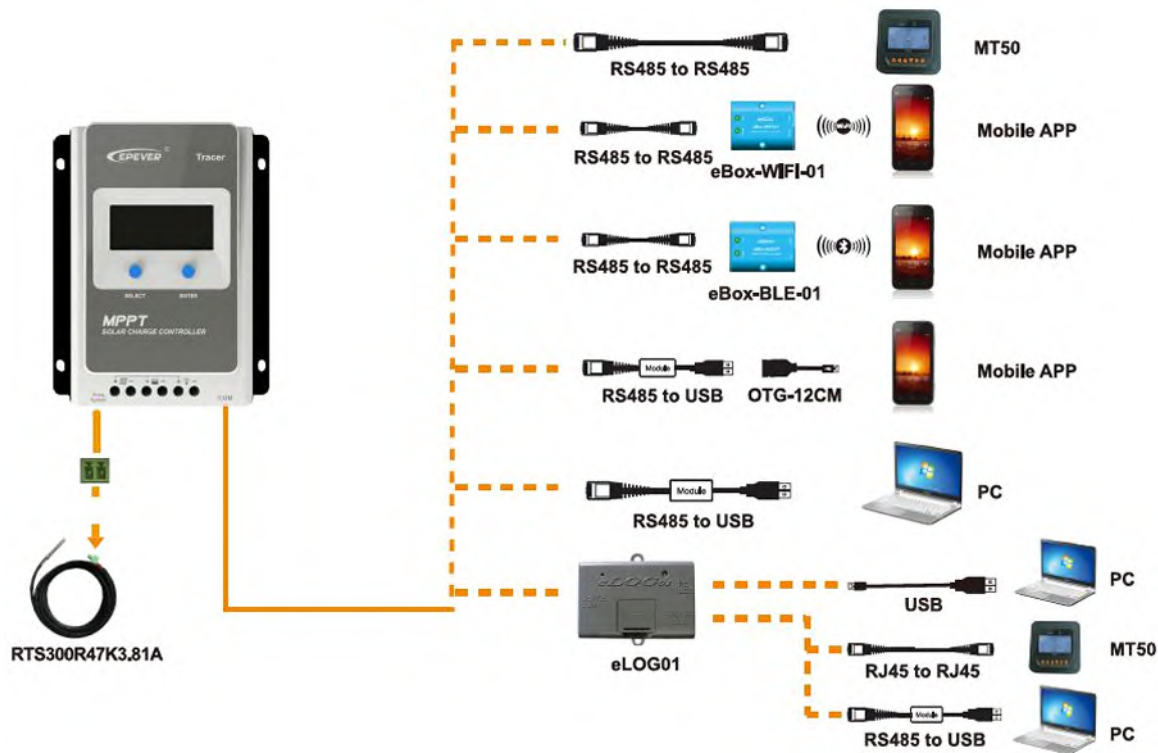 RS485 to RS485
MT50
EPEVER
Tracer
SELECT
ENTER
MPPT
SOLAR CHARGE CONTROLLER
COM
RTS300R47K3.81A
RS485 to RS485
eBox-WIFI-01
Mobile APP
RS485 to RS485
eBox-BLE-01
Mobile APP
Module
RS485 to USB
OTG-12CM
Mobile APP
Module
RS485 to USB
PC
eLOG01
eLOG01
USB
PC
RJ45 to RJ45
MT50
Module
RS485 to USB
PC